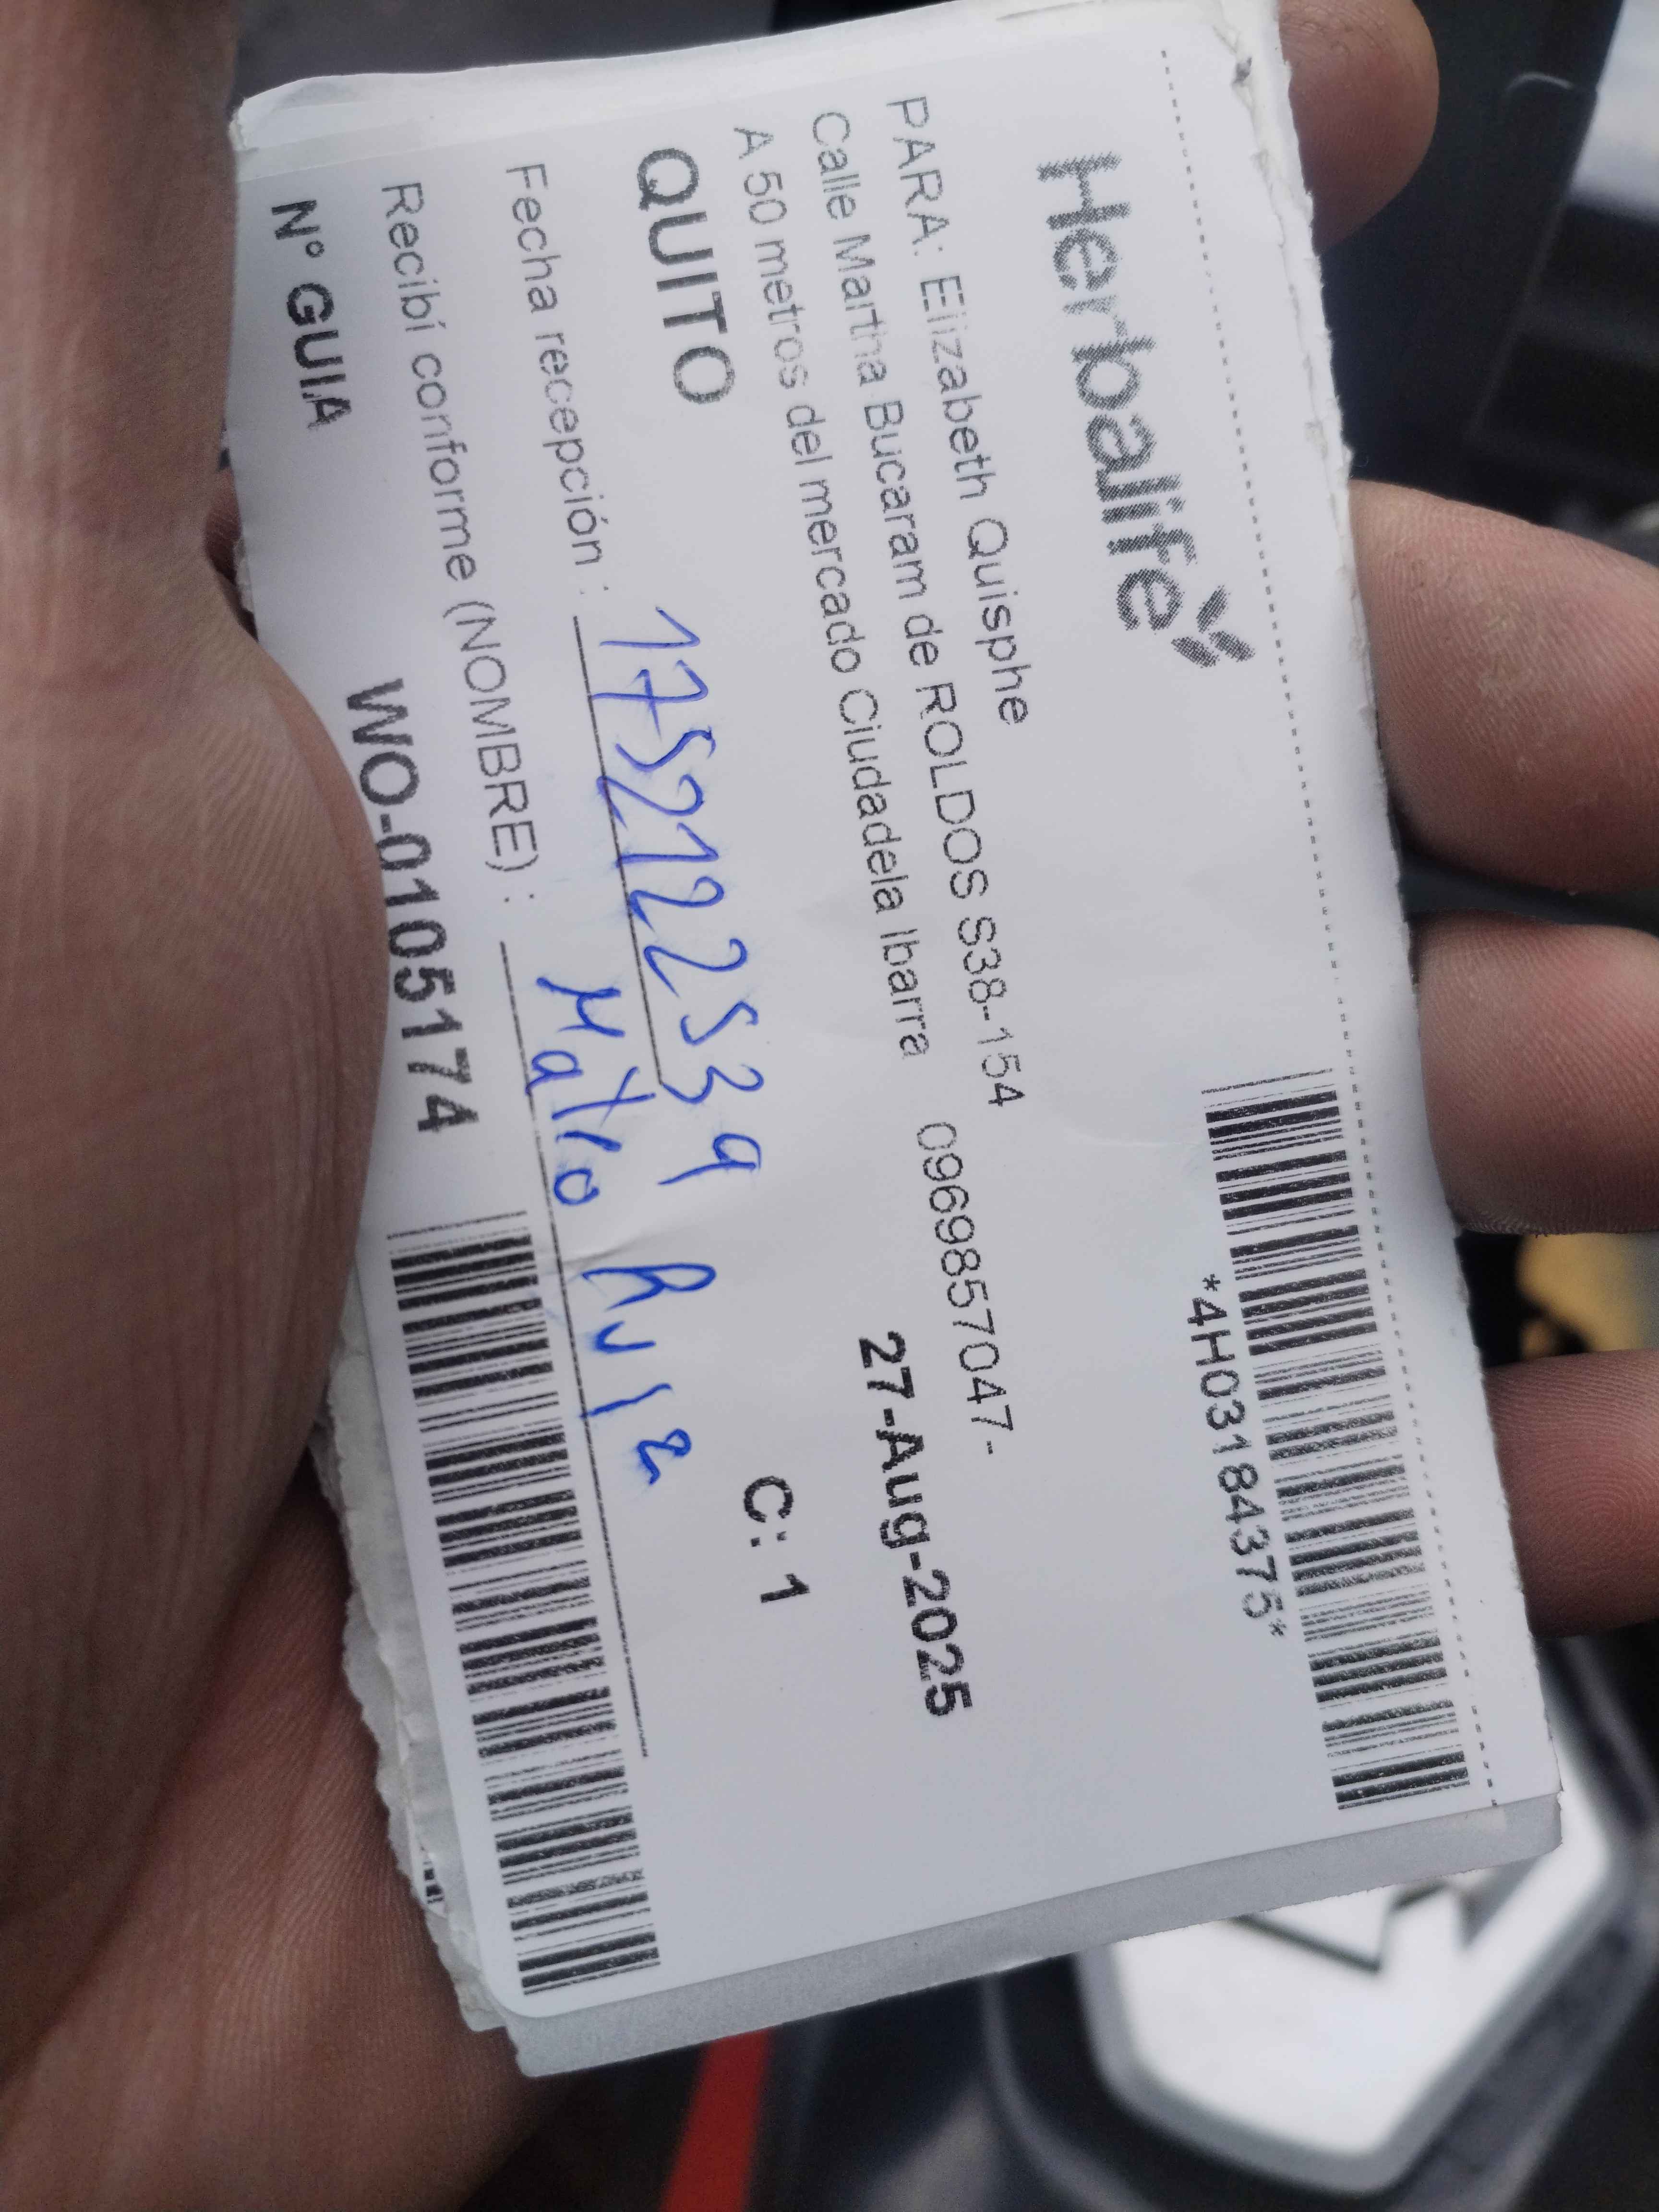 Herbalife
*4H03184375*
PARA: Elizabeth Quisphe
Calle Martha Bucaram de ROLDOS S38-154
A 50 metros del mercado Ciudadela Ibarra 0969857047-
27-Aug-2025
QUITO
C: 1
Fecha recepción : 1752122539
Recibí conforme (NOMBRE) : Matio Ruiz
N° GUIA WO-0105174